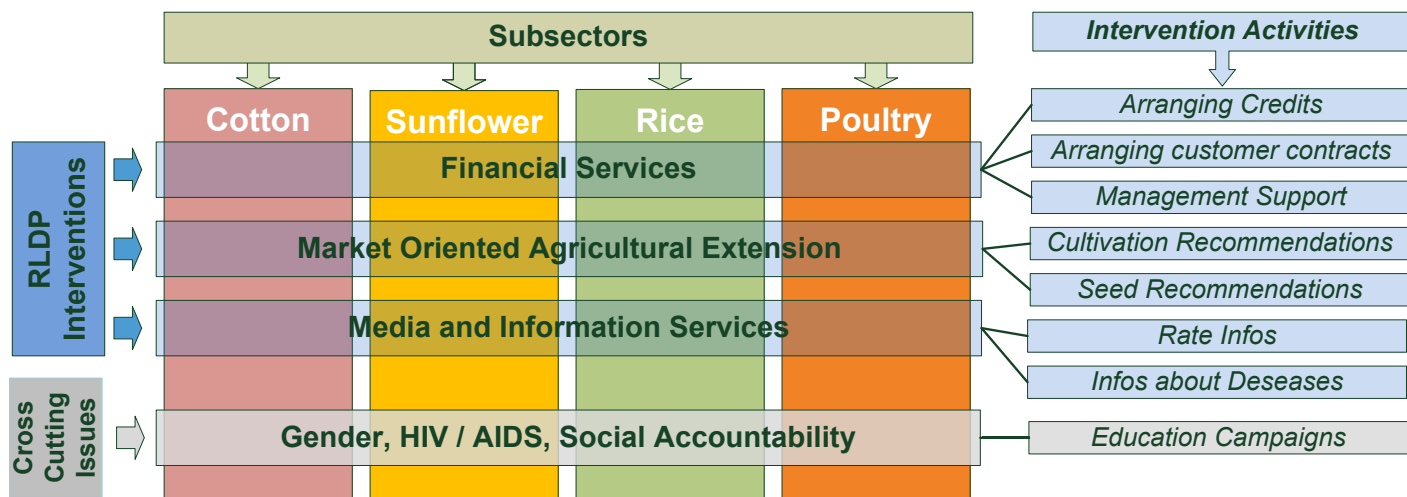 Subsectors
Intervention Activities
Cotton
Sunflower
Rice
Poultry
RLDP
Interventions
Financial Services
Arranging Credits
Arranging customer contracts
Management Support
Market Oriented Agricultural Extension
Cultivation Recommendations
Seed Recommendations
Media and Information Services
Rate Infos
Infos about Deseases
Cross
Cutting
Issues
Gender, HIV / AIDS, Social Accountability
Education Campaigns